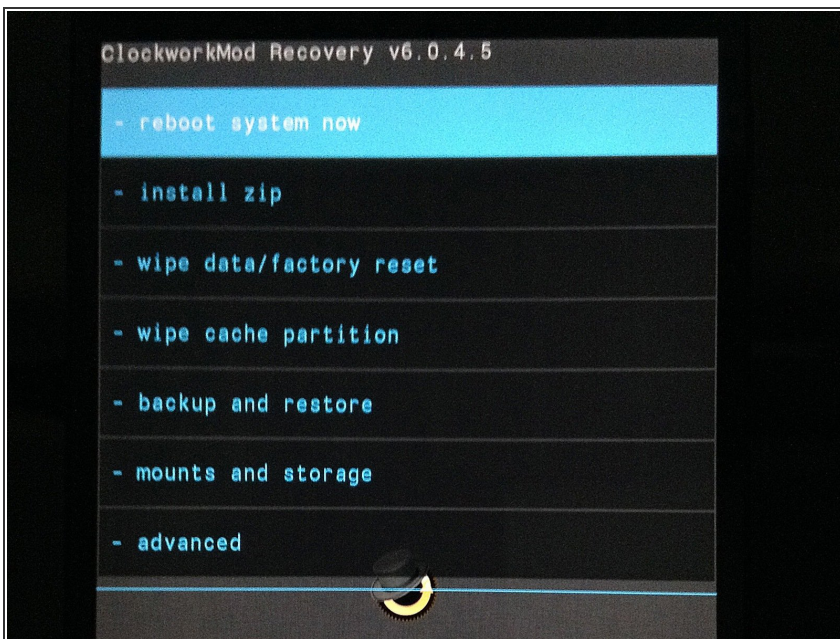 ClockworkMod Recovery v6.0.4.5
- reboot system now
- install zip
- wipe data/factory reset
- wipe cache partition
- backup and restore
- mounts and storage
- advanced